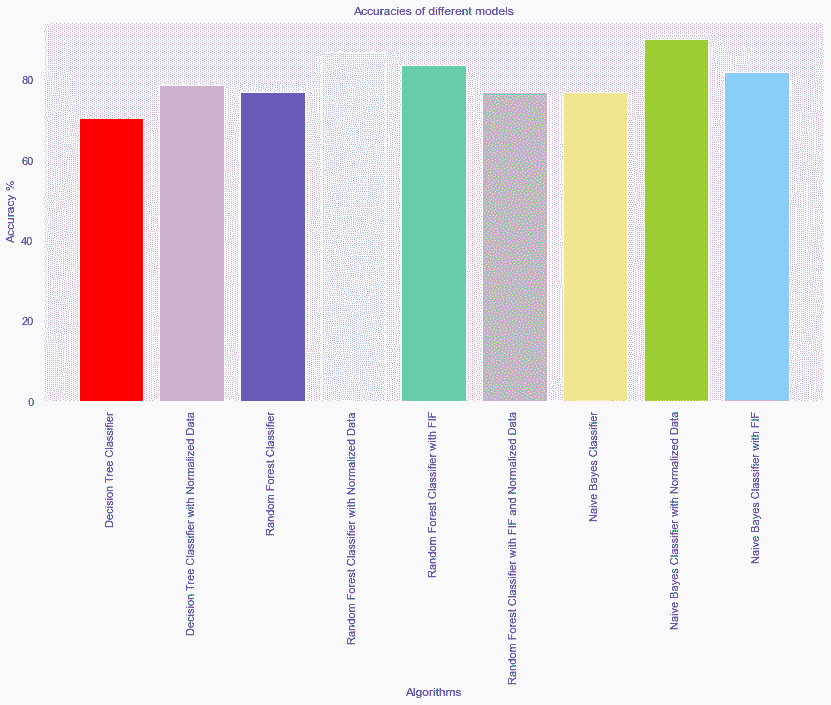 Accuracies of different models
Accuracy %
80
60
40
20
0
Decision Tree Classifier
Decision Tree Classifier with Normalized Data
Random Forest Classifier
Random Forest Classifier with Normalized Data
Random Forest Classifier with FIF
Random Forest Classifier with FIF and Normalized Data
Naive Bayes Classifier
Naive Bayes Classifier with Normalized Data
Naive Bayes Classifier with FIF
Algorithms